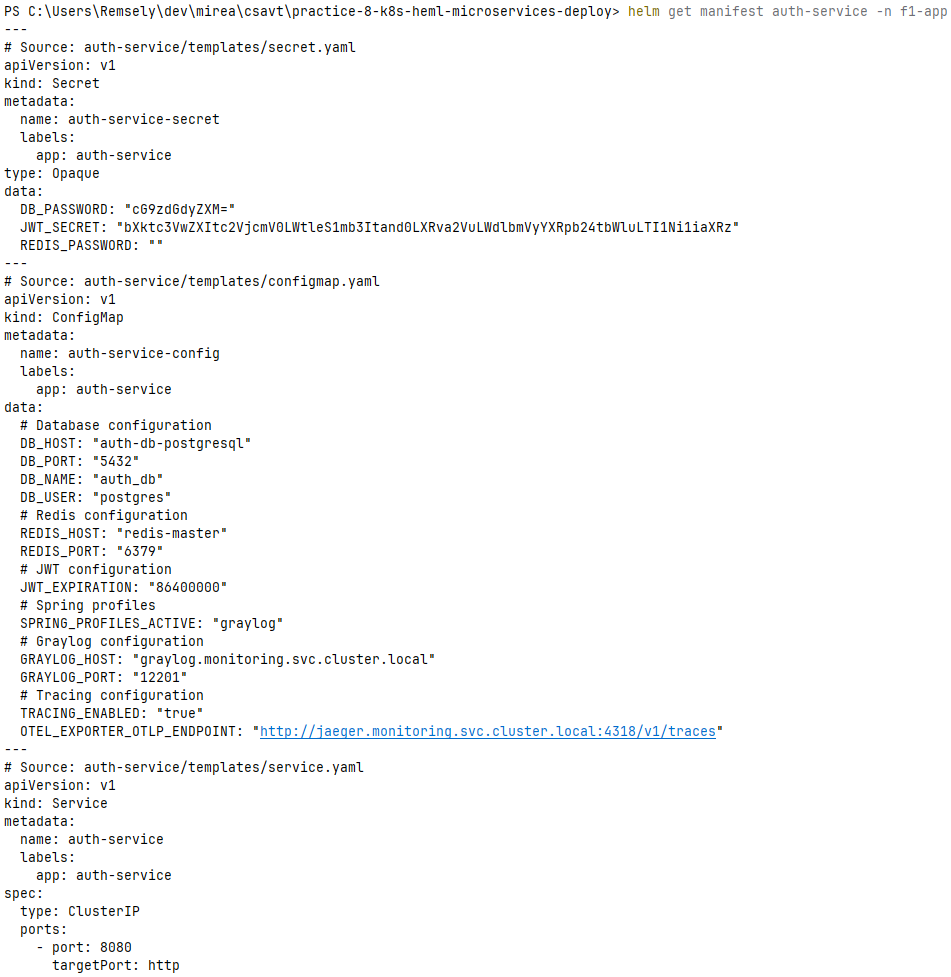 PS C:\Users\Remsely\dev\mirea\csavt\practice-8-k8s-heml-microservices-deploy> helm get manifest auth-service -n f1-app
---
# Source: auth-service/templates/secret.yaml
apiVersion: v1
kind: Secret
metadata:
  name: auth-service-secret
  labels:
    app: auth-service
type: Opaque
data:
  DB_PASSWORD: "cG9zdGdyZXM="
  JWT_SECRET: "bXktc3VwZXItc2VjcmV0LWtleS1mb3Itand0LXRva2VuLWdlbmVyYXRpb24tbWluLTI1Ni1iaXRz"
  REDIS_PASSWORD: ""
---
# Source: auth-service/templates/configmap.yaml
apiVersion: v1
kind: ConfigMap
metadata:
  name: auth-service-config
  labels:
    app: auth-service
data:
  # Database configuration
  DB_HOST: "auth-db-postgresql"
  DB_PORT: "5432"
  DB_NAME: "auth_db"
  DB_USER: "postgres"
  # Redis configuration
  REDIS_HOST: "redis-master"
  REDIS_PORT: "6379"
  # JWT configuration
  JWT_EXPIRATION: "86400000"
  # Spring profiles
  SPRING_PROFILES_ACTIVE: "graylog"
  # Graylog configuration
  GRAYLOG_HOST: "graylog.monitoring.svc.cluster.local"
  GRAYLOG_PORT: "12201"
  # Tracing configuration
  TRACING_ENABLED: "true"
  OTEL_EXPORTER_OTLP_ENDPOINT: "http://jaeger.monitoring.svc.cluster.local:4318/v1/traces"
---
# Source: auth-service/templates/service.yaml
apiVersion: v1
kind: Service
metadata:
  name: auth-service
  labels:
    app: auth-service
spec:
  type: ClusterIP
  ports:
    - port: 8080
      targetPort: http